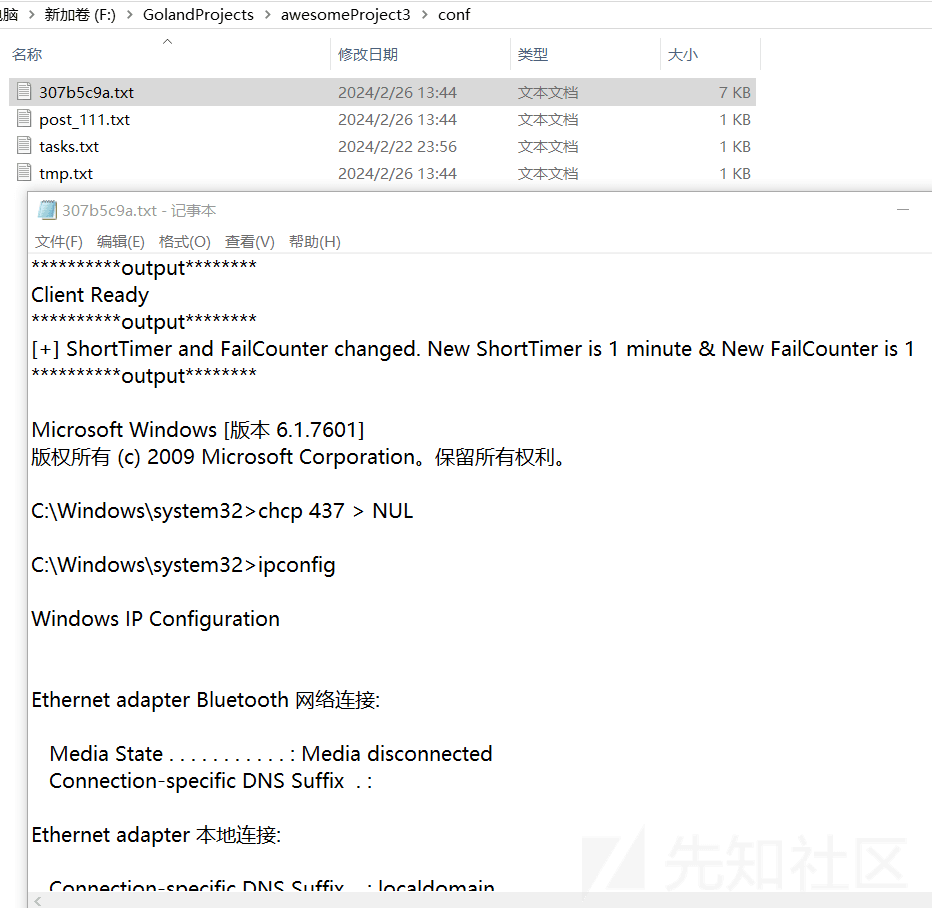 电脑 › 新加卷 (F:) › GolandProjects › awesomeProject3 › conf
名称 修改日期 类型 大小
307b5c9a.txt 2024/2/26 13:44 文本文档 7 KB
post_111.txt 2024/2/26 13:44 文本文档 1 KB
tasks.txt 2024/2/22 23:56 文本文档 1 KB
tmp.txt 2024/2/26 13:44 文本文档 1 KB
307b5c9a.txt - 记事本
文件(F) 编辑(E) 格式(O) 查看(V) 帮助(H)
**********output********
Client Ready
**********output********
[+] ShortTimer and FailCounter changed. New ShortTimer is 1 minute & New FailCounter is 1
**********output********
Microsoft Windows [版本 6.1.7601]
版权所有 (c) 2009 Microsoft Corporation。保留所有权利。
C:\Windows\system32>chcp 437 > NUL
C:\Windows\system32>ipconfig
Windows IP Configuration
Ethernet adapter Bluetooth 网络连接:
Media State . . . . . . . . . . . : Media disconnected
Connection-specific DNS Suffix  . :
Ethernet adapter 本地连接:
Connection-specific DNS Suffix  . : localdomain
先知社区